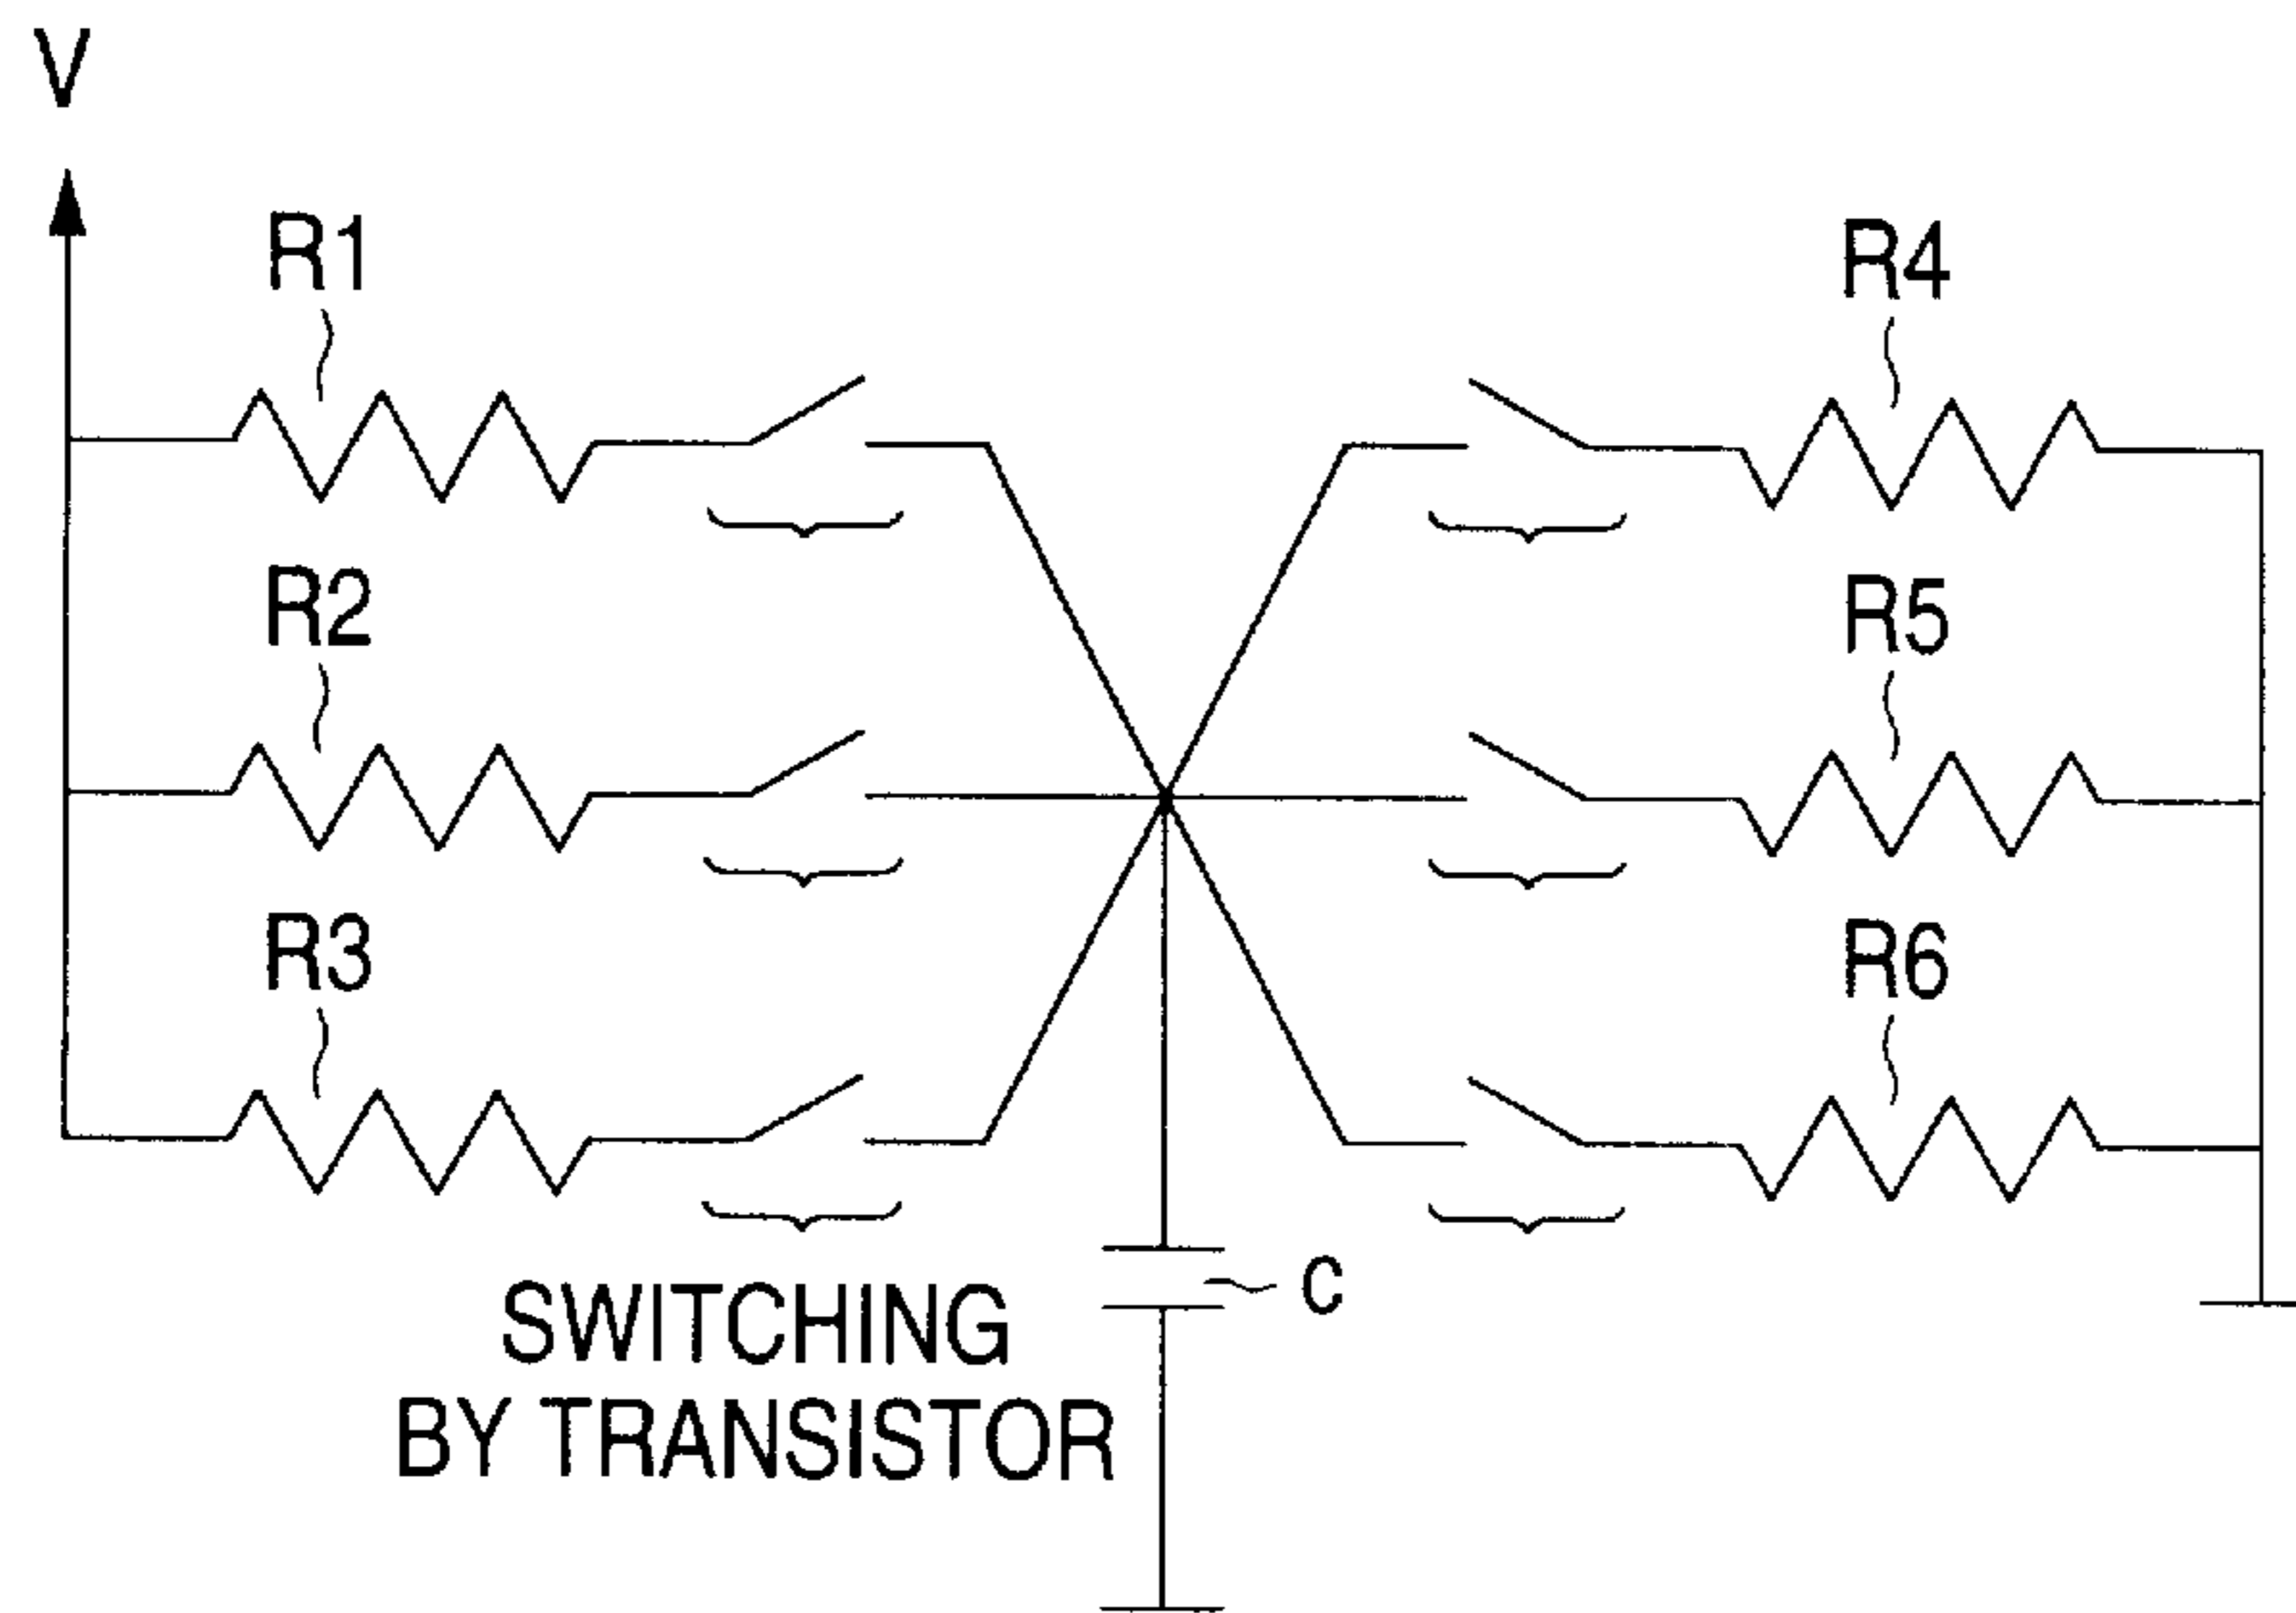 V
R1
R4
R2
R5
R3
R6
C
SWITCHING
BY TRANSISTOR